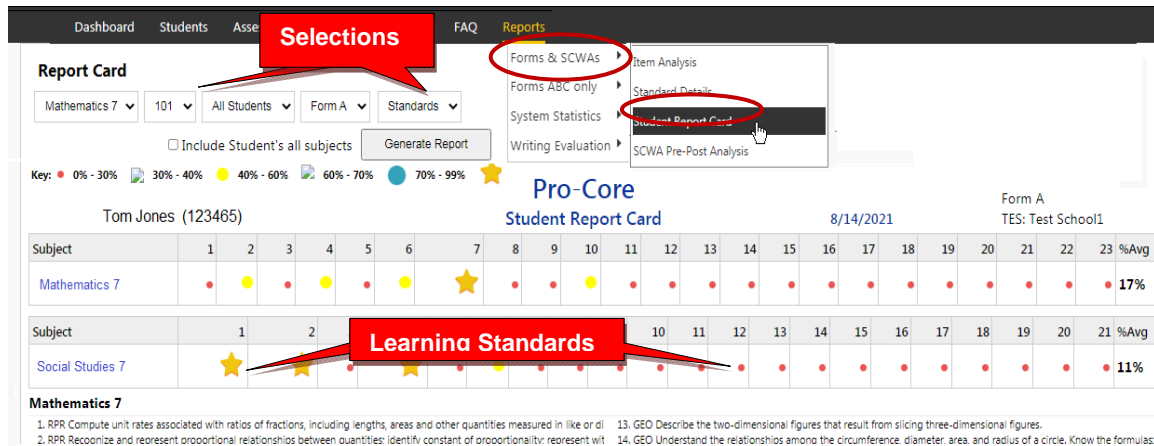 Dashboard Students Asse FAQ Reports
Selections
Report Card
Forms & SCWAs
Item Analysis
Mathematics 7 101 All Students Form A Standards
Forms ABC only
Standard Details
System Statistics
Student Report Card
Include Student's all subjects Generate Report
Writing Evaluation
SCWA Pre-Post Analysis
Key: 0% - 30% 30% - 40% 40% - 60% 60% - 70% 70% - 99%
Pro-Core
Form A
Tom Jones (123465) Student Report Card 8/14/2021 TES: Test School1
Subject 1 2 3 4 5 6 7 8 9 10 11 12 13 14 15 16 17 18 19 20 21 22 23 %Avg
Mathematics 7 17%
Subject 1 2 10 11 12 13 14 15 16 17 18 19 20 21 %Avg
Learning Standards
Social Studies 7 11%
Mathematics 7
1. RPR Compute unit rates associated with ratios of fractions, including lengths, areas and other quantities measured in like or di 13. GEO Describe the two-dimensional figures that result from slicing three-dimensional figures.
2. RPR Recognize and represent proportional relationships between quantities; identify constant of proportionality; represent wit 14. GEO Understand the relationships among the circumference, diameter, area, and radius of a circle. Know the formulas